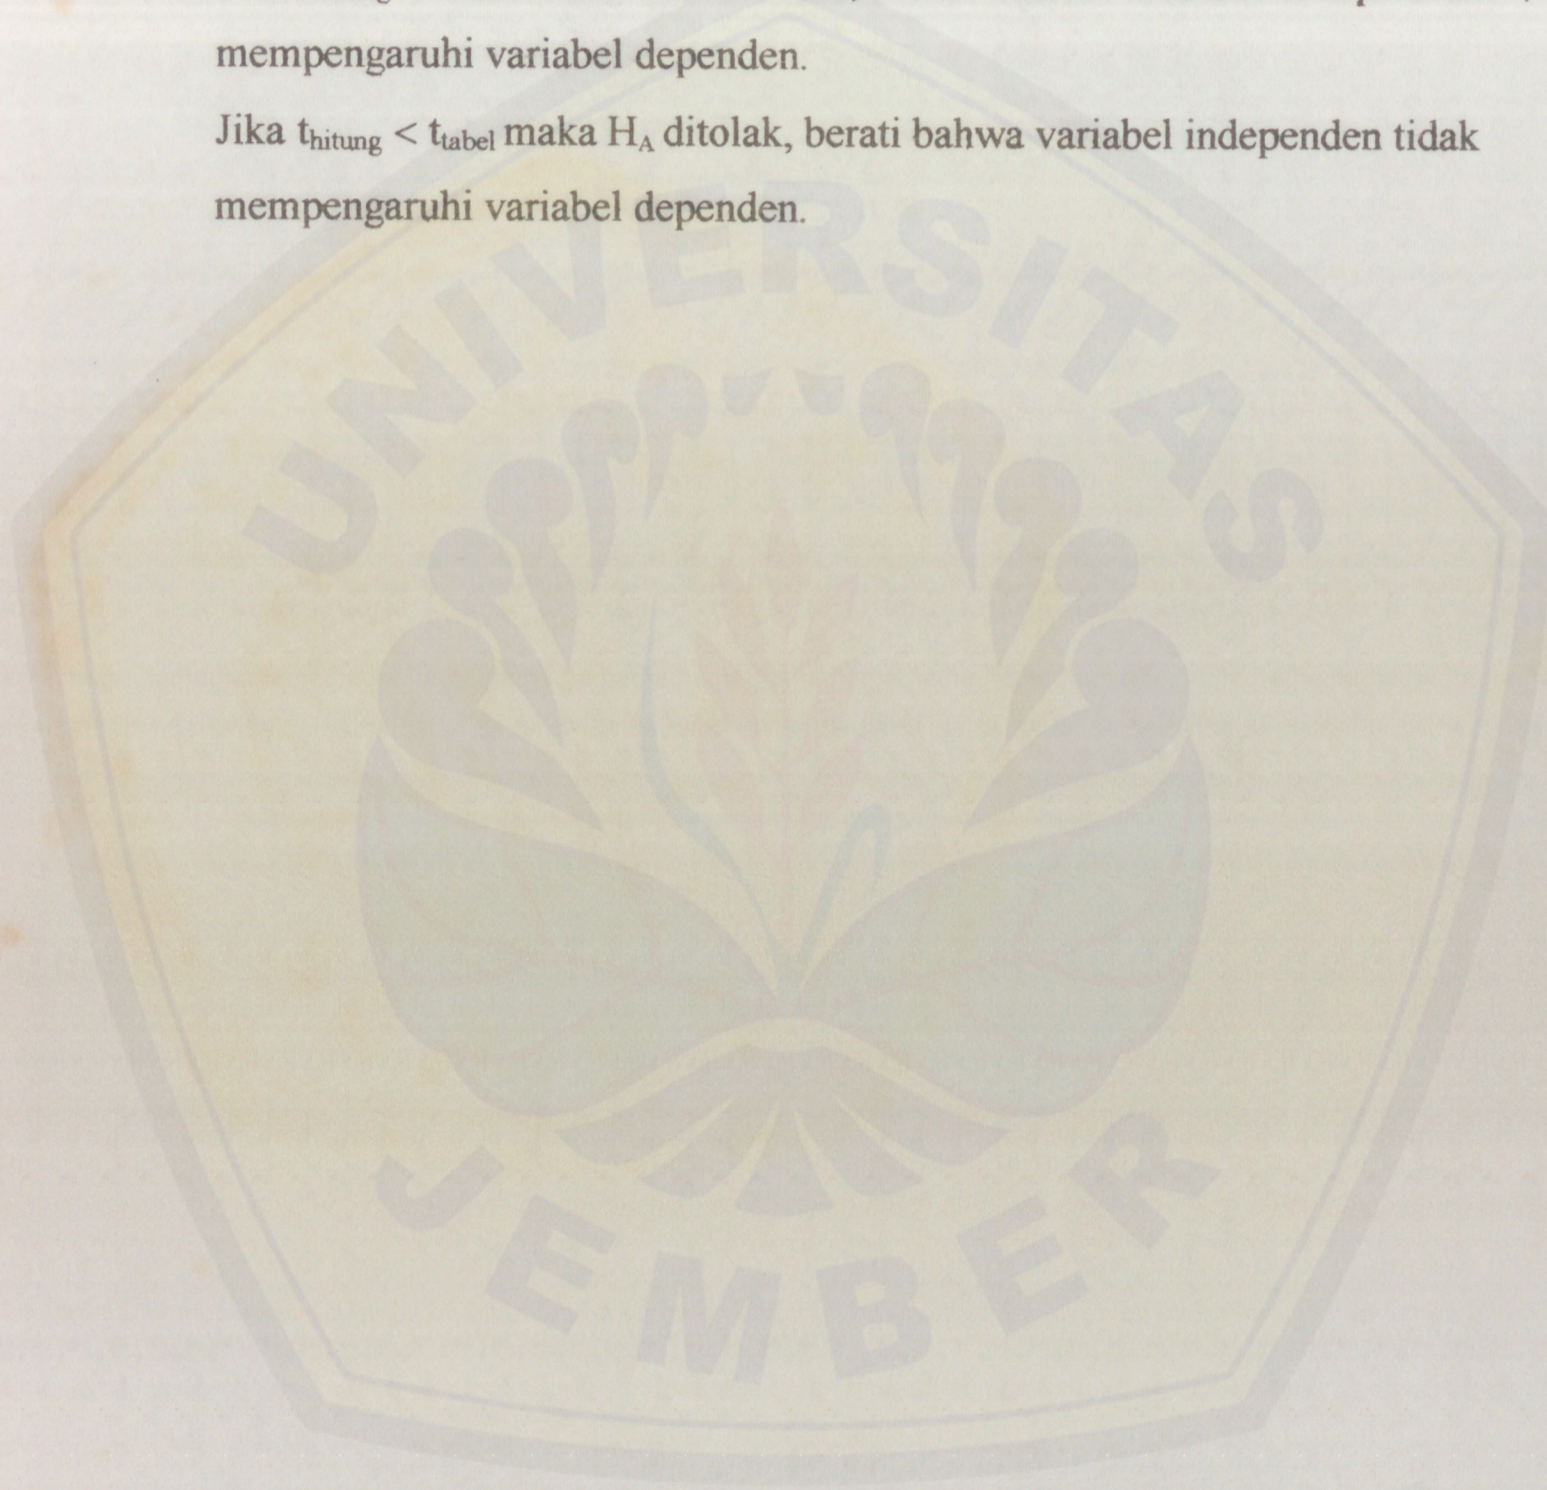 mempengaruhi variabel dependen.
Jika thitung < ttabel maka HA ditolak, berati bahwa variabel independen tidak
mempengaruhi variabel dependen.
UNIVERSITAS
JEMBER